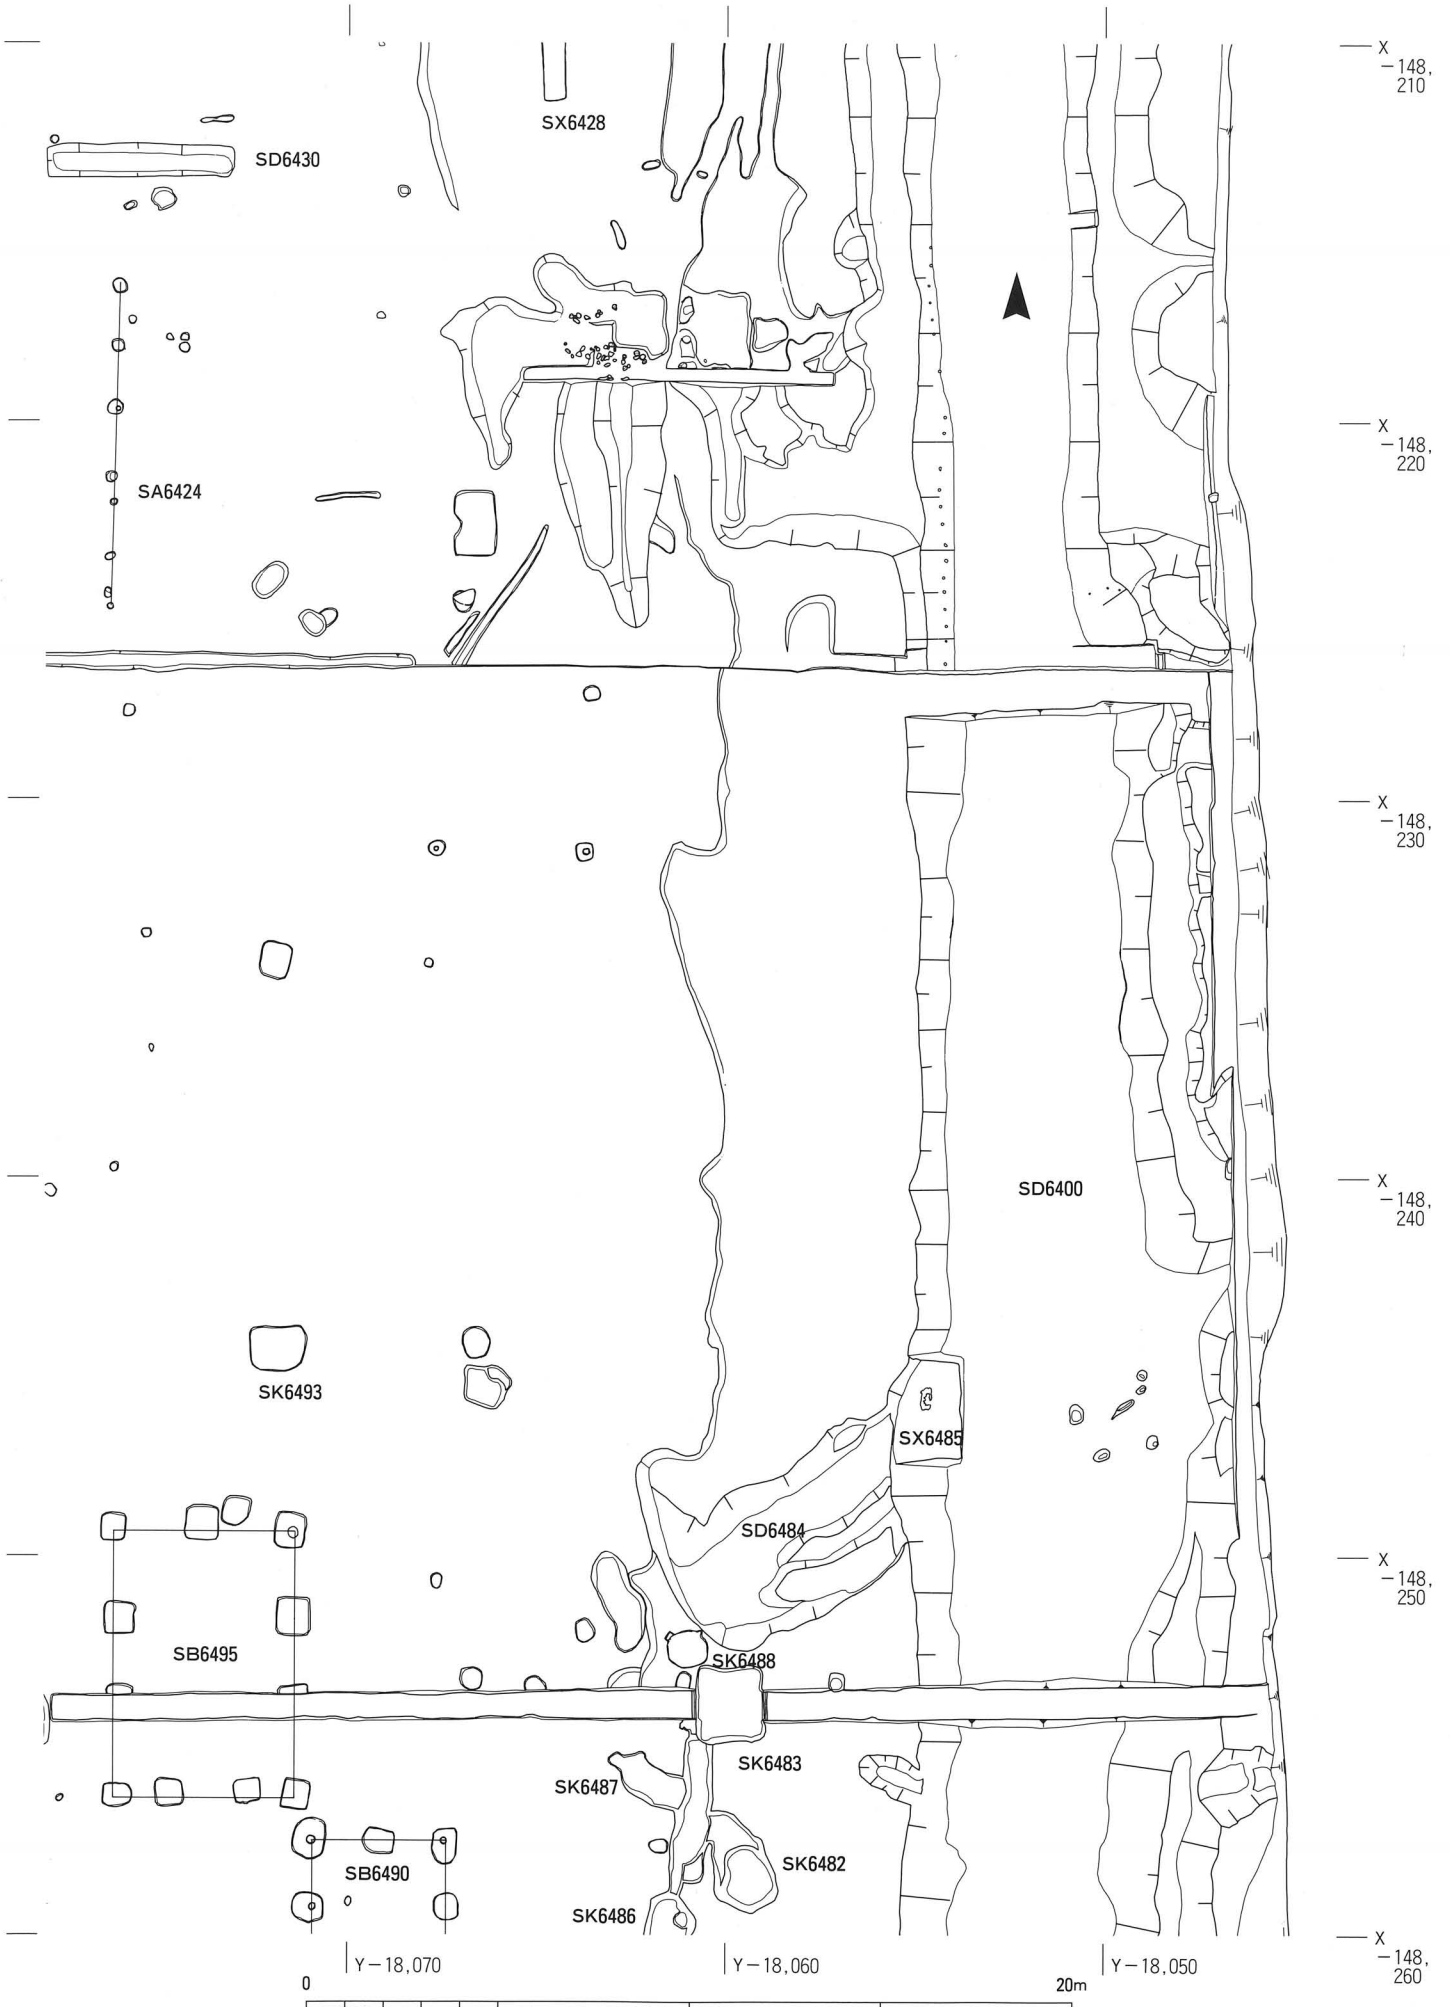 X
−148,
210
SX6428
SD6430
X
−148,
220
SA6424
X
−148,
230
X
−148,
240
SD6400
SK6493
SX6485
SD6484
X
−148,
250
SB6495
SK6488
SK6483
SK6487
SB6490
SK6482
SK6486
X
−148,
260
Y−18,070
Y−18,060
Y−18,050
0
20m